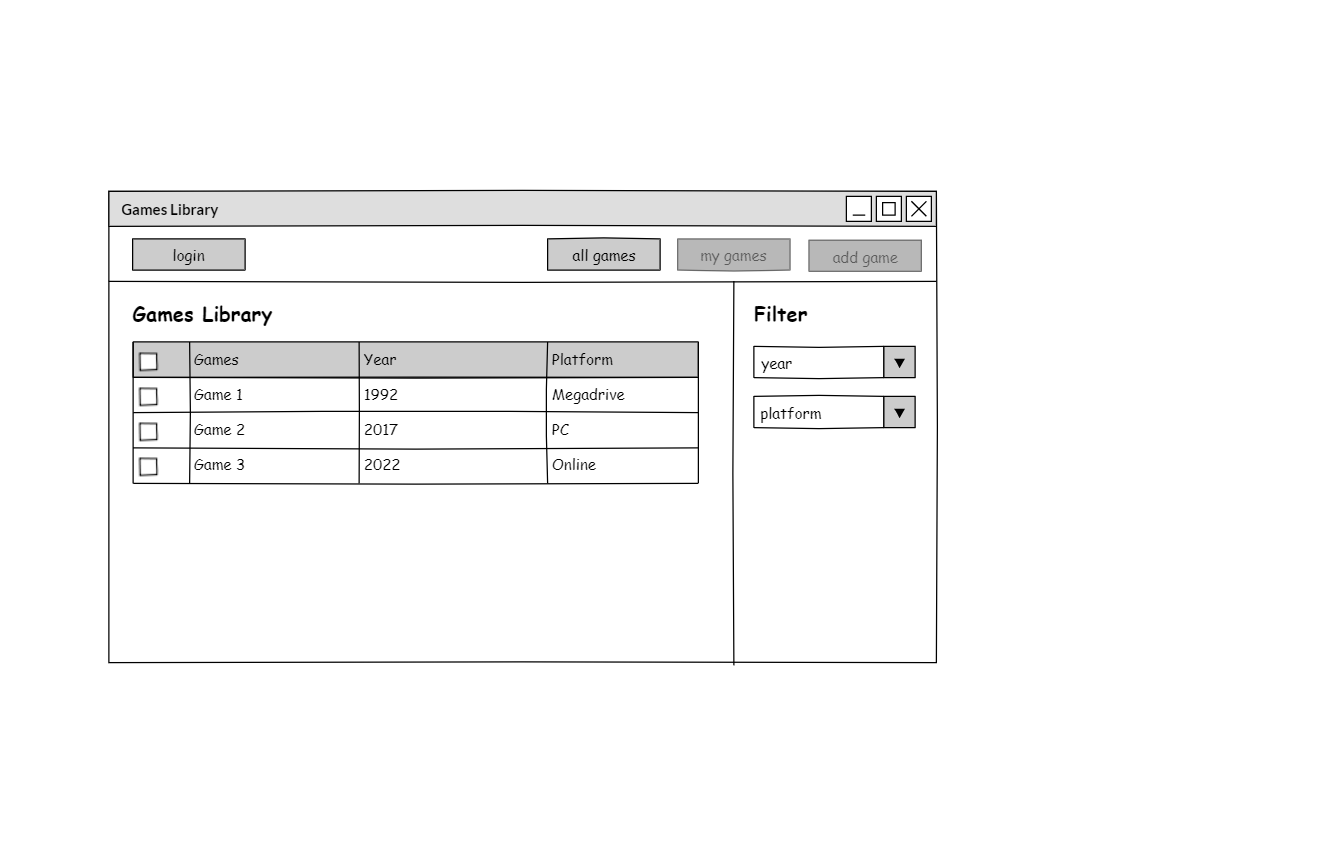 Games Library
login
all games
my games
add game
Games Library
Games Year Platform
Game 1 1992 Megadrive
Game 2 2017 PC
Game 3 2022 Online
Filter
year
platform